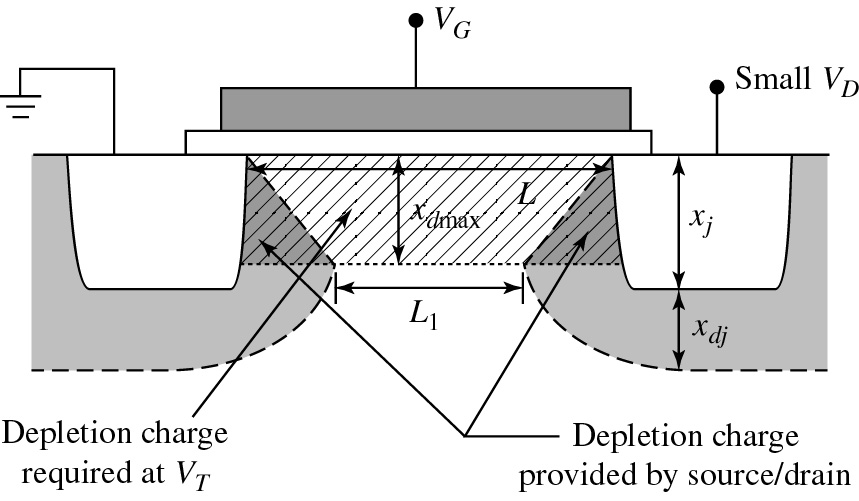 V_G
Small V_D
L
x_dmax
x_j
L_1
x_dj
Depletion charge
required at V_T
Depletion charge
provided by source/drain